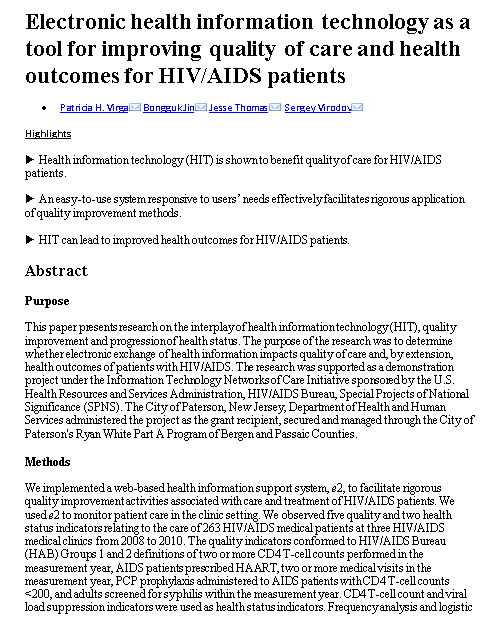 Electronic health information technology as a
tool for improving quality of care and health
outcomes for HIV/AIDS patients
• Patricia H. Virga Bongguk Jin Jesse Thomas Sergey Virodov
Highlights
► Health information technology (HIT) is shown to benefit quality of care for HIV/AIDS
patients.
► An easy-to-use system responsive to users' needs effectively facilitates rigorous application
of quality improvement methods.
► HIT can lead to improved health outcomes for HIV/AIDS patients.
Abstract
Purpose
This paper presents research on the interplay of health information technology (HIT), quality
improvement and progression of health status. The purpose of the research was to determine
whether electronic exchange of health information impacts quality of care and, by extension,
health outcomes of patients with HIV/AIDS. The research was supported as a demonstration
project under the Information Technology Networks of Care Initiative sponsored by the U.S.
Health Resources and Services Administration, HIV/AIDS Bureau, Special Projects of National
Significance (SPNS). The City of Paterson, New Jersey, Department of Health and Human
Services administered the project as the grant recipient, secured and managed through the City of
Paterson's Ryan White Part A Program of Bergen and Passaic Counties.
Methods
We implemented a web-based health information support system, e2, to facilitate rigorous
quality improvement activities associated with care and treatment of HIV/AIDS patients. We
used e2 to monitor patient care in the clinic setting. We observed five quality and two health
status indicators relating to the care of 263 HIV/AIDS medical patients at three HIV/AIDS
medical clinics from 2008 to 2010. The quality indicators conformed to HIV/AIDS Bureau
(HAB) Groups 1 and 2 definitions of two or more CD4 T-cell counts performed in the
measurement year, AIDS patients prescribed HAART, two or more medical visits in the
measurement year, PCP prophylaxis administered to AIDS patients with CD4 T-cell counts
<200, and adults screened for syphilis within the measurement year. CD4 T-cell count and viral
load suppression indicators were used as health status indicators. Frequency analysis and logistic